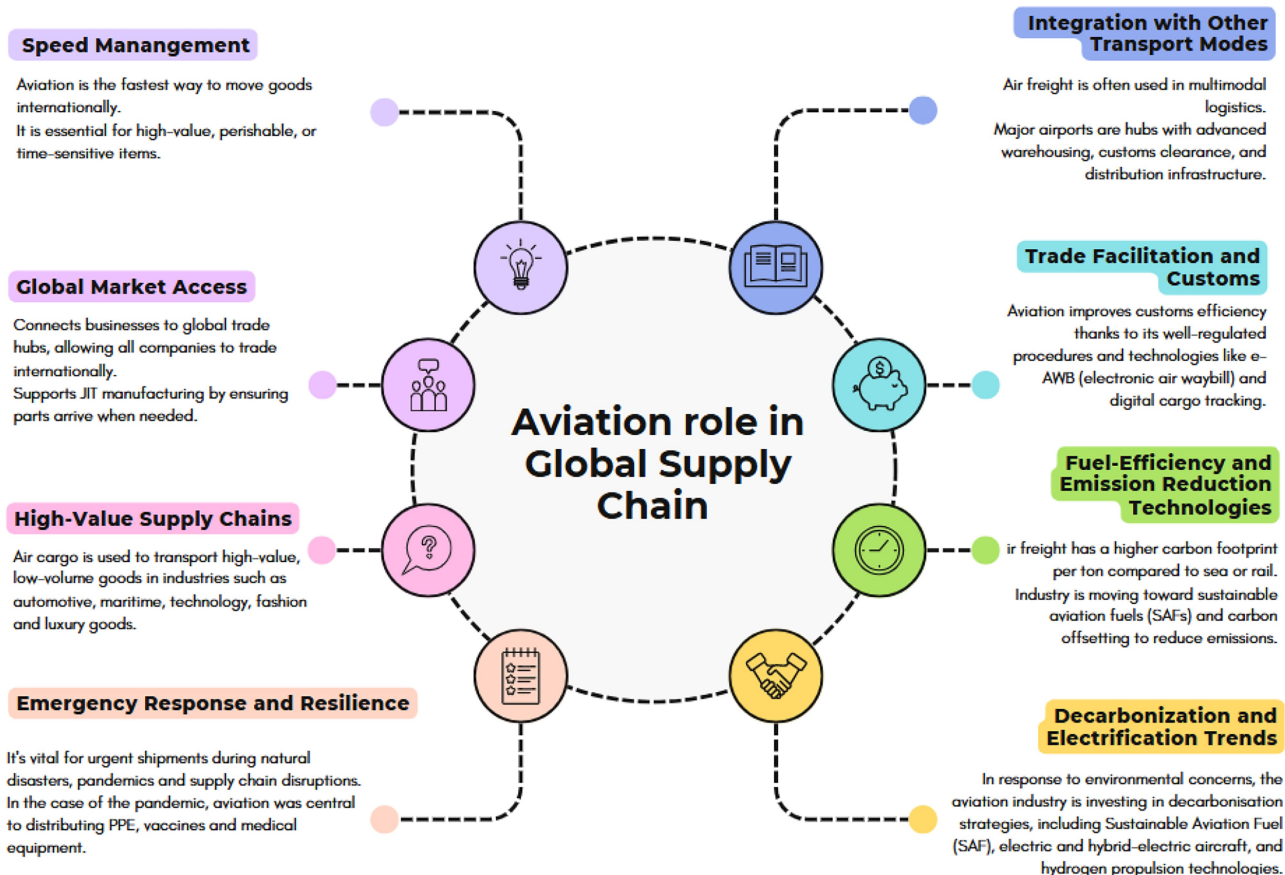 Speed Manangement
Aviation is the fastest way to move goods
internationally.
It is essential for high-value, perishable, or
time-sensitive items.
Global Market Access
Connects businesses to global trade
hubs, allowing all companies to trade
internationally.
Supports JIT manufacturing by ensuring
parts arrive when needed.
High-Value Supply Chains
Air cargo is used to transport high-value,
low-volume goods in industries such as
automotive, maritime, technology, fashion
and luxury goods.
Emergency Response and Resilience
It's vital for urgent shipments during natural
disasters, pandemics and supply chain disruptions.
In the case of the pandemic, aviation was central
to distributing PPE, vaccines and medical
equipment.
Aviation role in
Global Supply
Chain
Integration with Other
Transport Modes
Air freight is often used in multimodal
logistics.
Major airports are hubs with advanced
warehousing, customs clearance, and
distribution infrastructure.
Trade Facilitation and
Customs
Aviation improves customs efficiency
thanks to its well-regulated
procedures and technologies like e-
AWB (electronic air waybill) and
digital cargo tracking.
$
Fuel-Efficiency and
Emission Reduction
Technologies
ir freight has a higher carbon footprint
per ton compared to sea or rail.
Industry is moving toward sustainable
aviation fuels (SAFs) and carbon
offsetting to reduce emissions.
?
Decarbonization and
Electrification Trends
In response to environmental concerns, the
aviation industry is investing in decarbonisation
strategies, including Sustainable Aviation Fuel
(SAF), electric and hybrid-electric aircraft, and
hydrogen propulsion technologies.